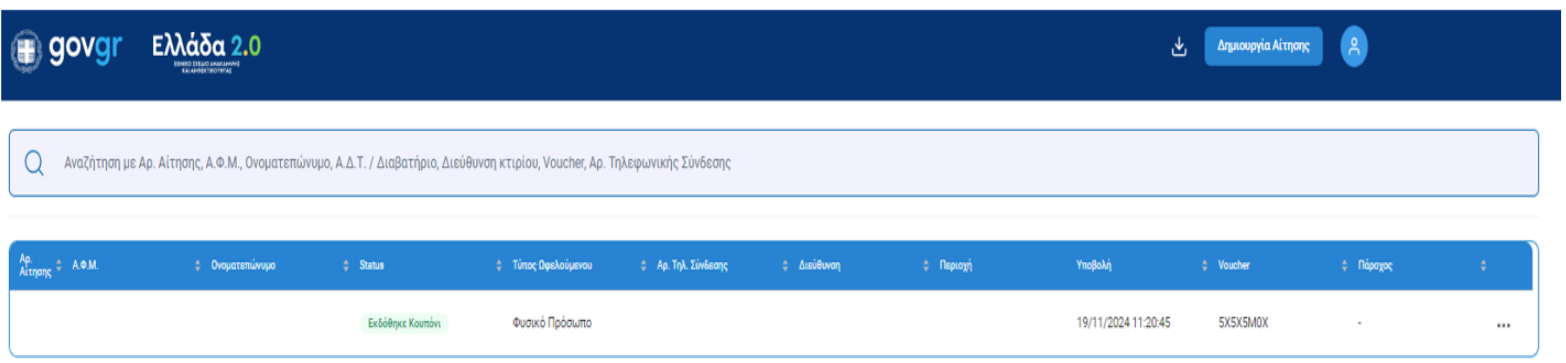 govgr
Ελλάδα 2.0
ΕΘΝΙΚΟ ΣΧΕΔΙΟ ΑΝΑΚΑΜΨΗΣ
ΚΑΙ ΑΝΘΕΚΤΙΚΟΤΗΤΑΣ
Δημιουργία Αίτησης
Αναζήτηση με Αρ. Αίτησης, Α.Φ.Μ., Ονοματεπώνυμο, Α.Δ.Τ. / Διαβατήριο, Διεύθυνση κτιρίου, Voucher, Αρ. Τηλεφωνικής Σύνδεσης
Αρ. Αίτησης Α.Φ.Μ. Ονοματεπώνυμο Status Τύπος Ωφελούμενου Αρ. Τηλ. Σύνδεσης Διεύθυνση Περιοχή Υποβολή Voucher Πάροχος
Εκδόθηκε Κουπόνι Φυσικό Πρόσωπο 19/11/2024 11:20:45 5X5X5M0X - ...